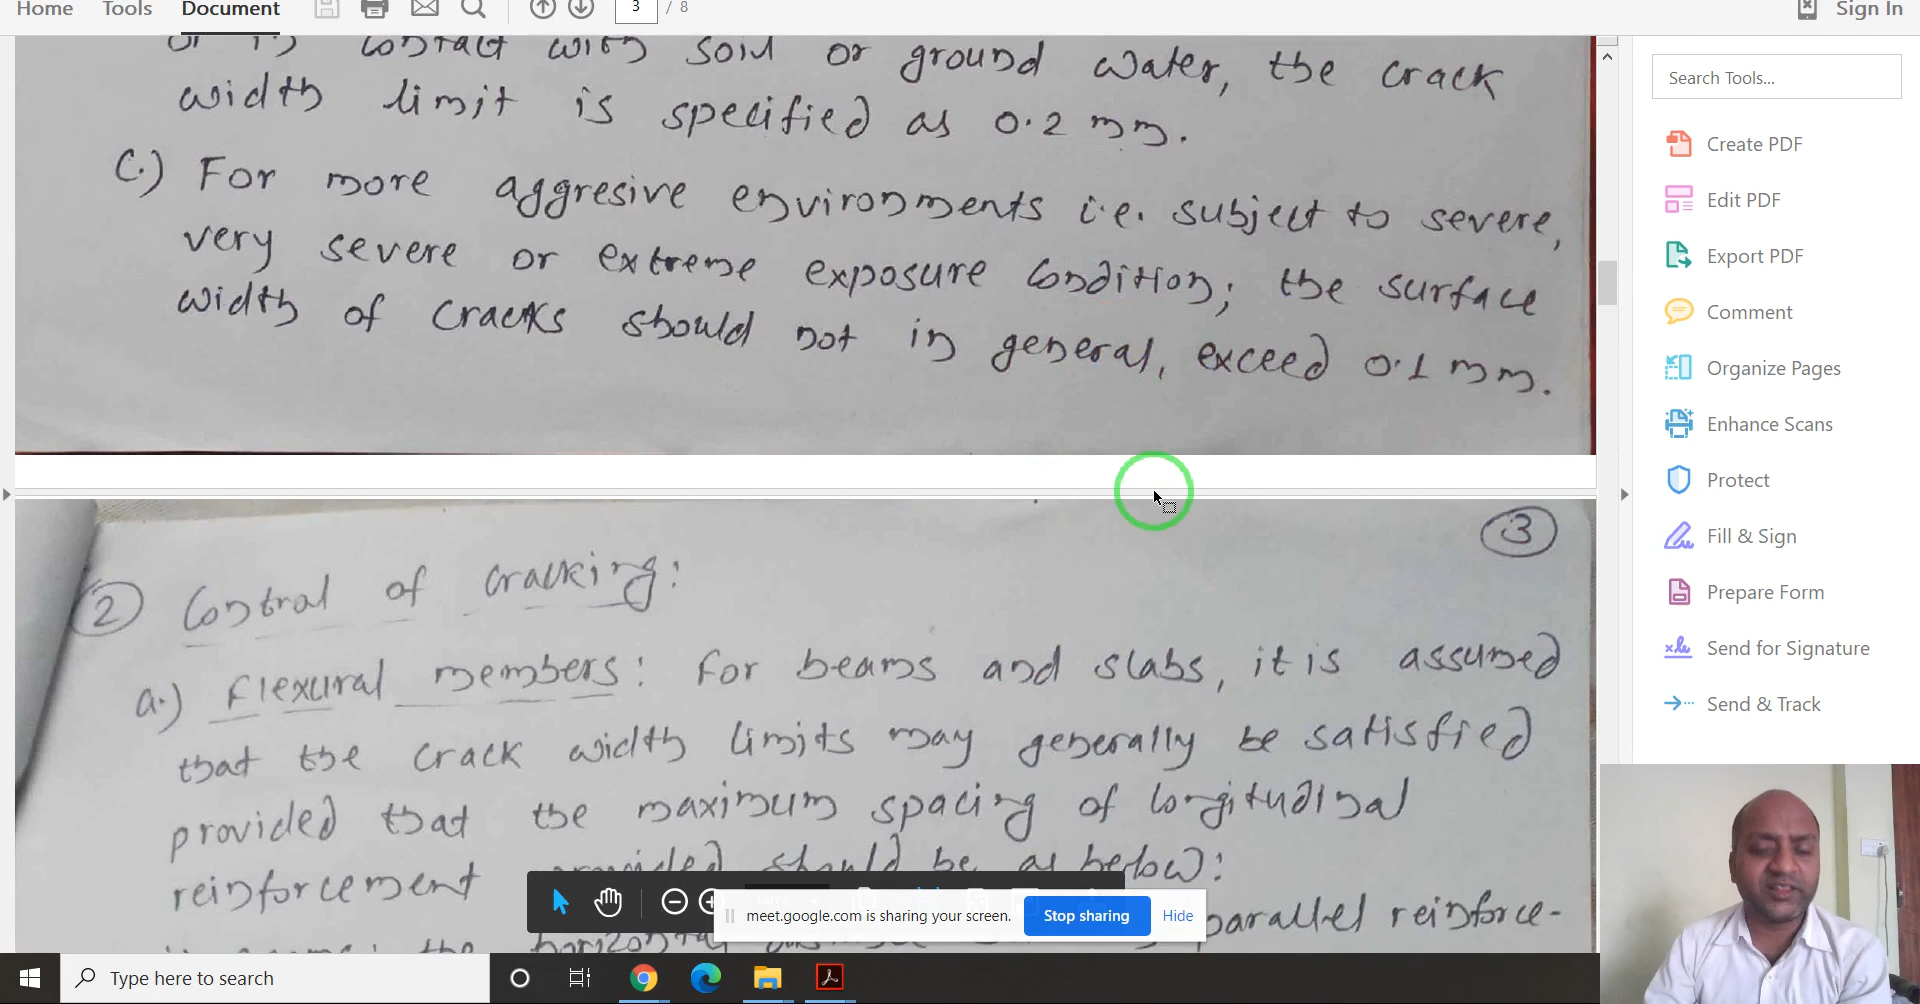 Home Tools Document 3 / 8 Sign In
or in contact with soil or ground water, the crack
width limit is specified as 0.2 mm.
C.) For more aggresive environments i.e. subject to severe,
very severe or extreme exposure condition; the surface
width of cracks should not in general, exceed 0.1 mm.
3
2 Control of cracking:
a.) Flexural members: For beams and slabs, it is assumed
that the crack width limits may generally be satisfied
provided that the maximum spacing of longitudinal
reinforcement provided should be as below:
the horizontal parallel reinforce-
Search Tools...
Create PDF
Edit PDF
Export PDF
Comment
Organize Pages
Enhance Scans
Protect
Fill & Sign
Prepare Form
Send for Signature
Send & Track
meet.google.com is sharing your screen. Stop sharing Hide
Type here to search